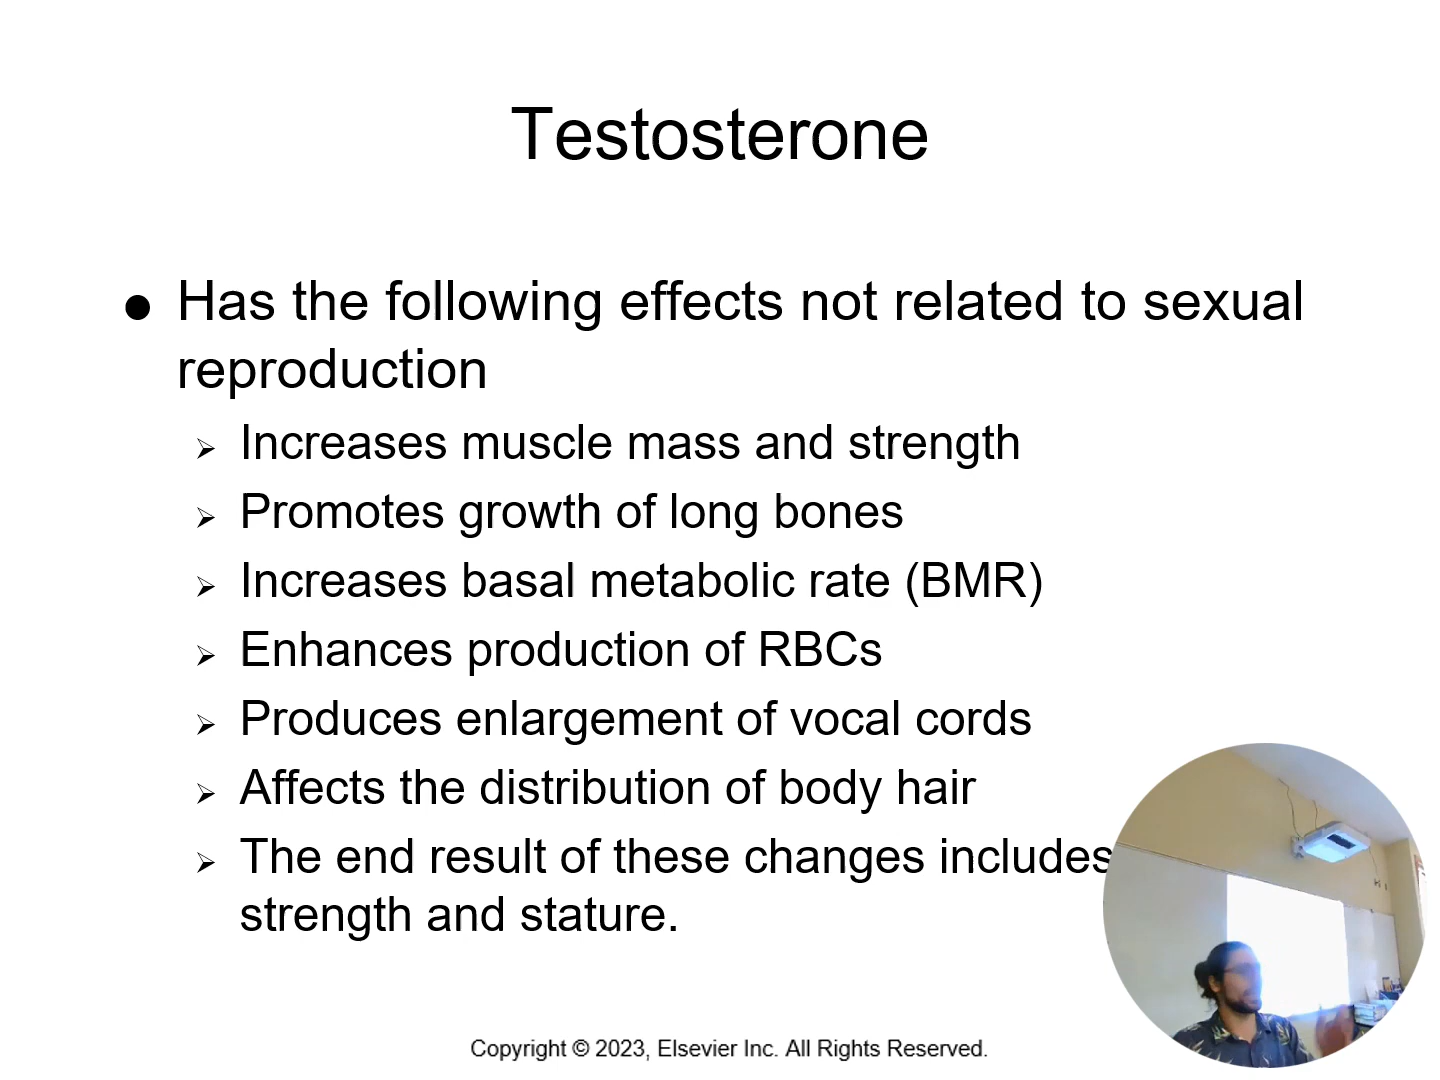 Testosterone
● Has the following effects not related to sexual
reproduction
➢ Increases muscle mass and strength
➢ Promotes growth of long bones
➢ Increases basal metabolic rate (BMR)
➢ Enhances production of RBCs
➢ Produces enlargement of vocal cords
➢ Affects the distribution of body hair
➢ The end result of these changes includes
strength and stature.
Copyright © 2023, Elsevier Inc. All Rights Reserved.